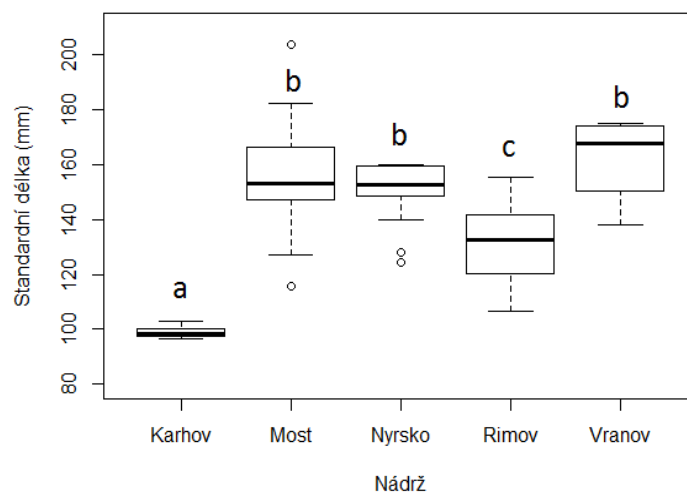 Standardní délka (mm)
200
180
160
140
120
100
80
a
b
b
c
b
Karhov Most Nyrsko Rimov Vranov
Nádrž